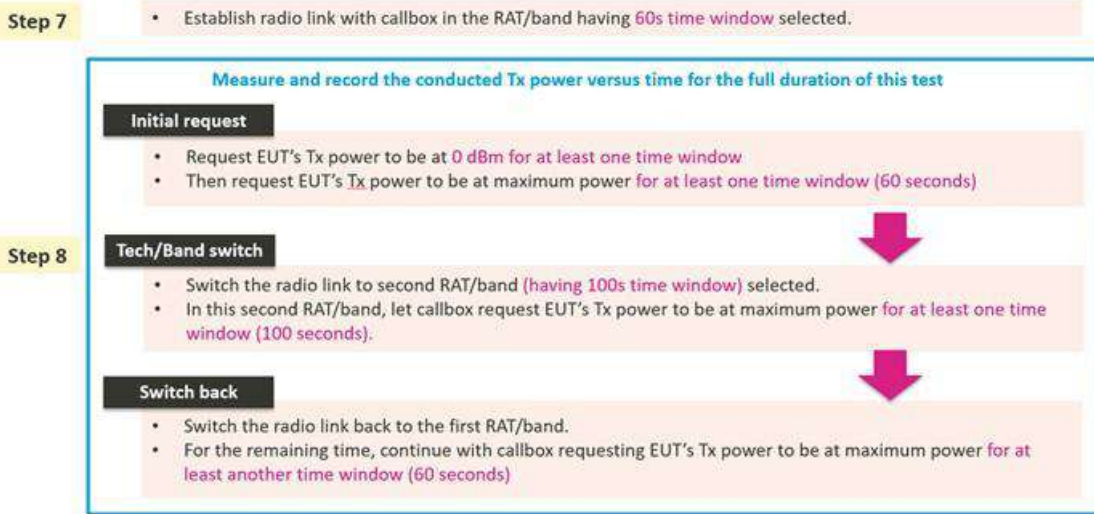 Step 7
• Establish radio link with callbox in the RAT/band having 60s time window selected.
Measure and record the conducted Tx power versus time for the full duration of this test
Initial request
• Request EUT's Tx power to be at 0 dBm for at least one time window
• Then request EUT's Tx power to be at maximum power for at least one time window (60 seconds)
Step 8
Tech/Band switch
• Switch the radio link to second RAT/band (having 100s time window) selected.
• In this second RAT/band, let callbox request EUT's Tx power to be at maximum power for at least one time
window (100 seconds).
Switch back
• Switch the radio link back to the first RAT/band.
• For the remaining time, continue with callbox requesting EUT's Tx power to be at maximum power for at
least another time window (60 seconds)